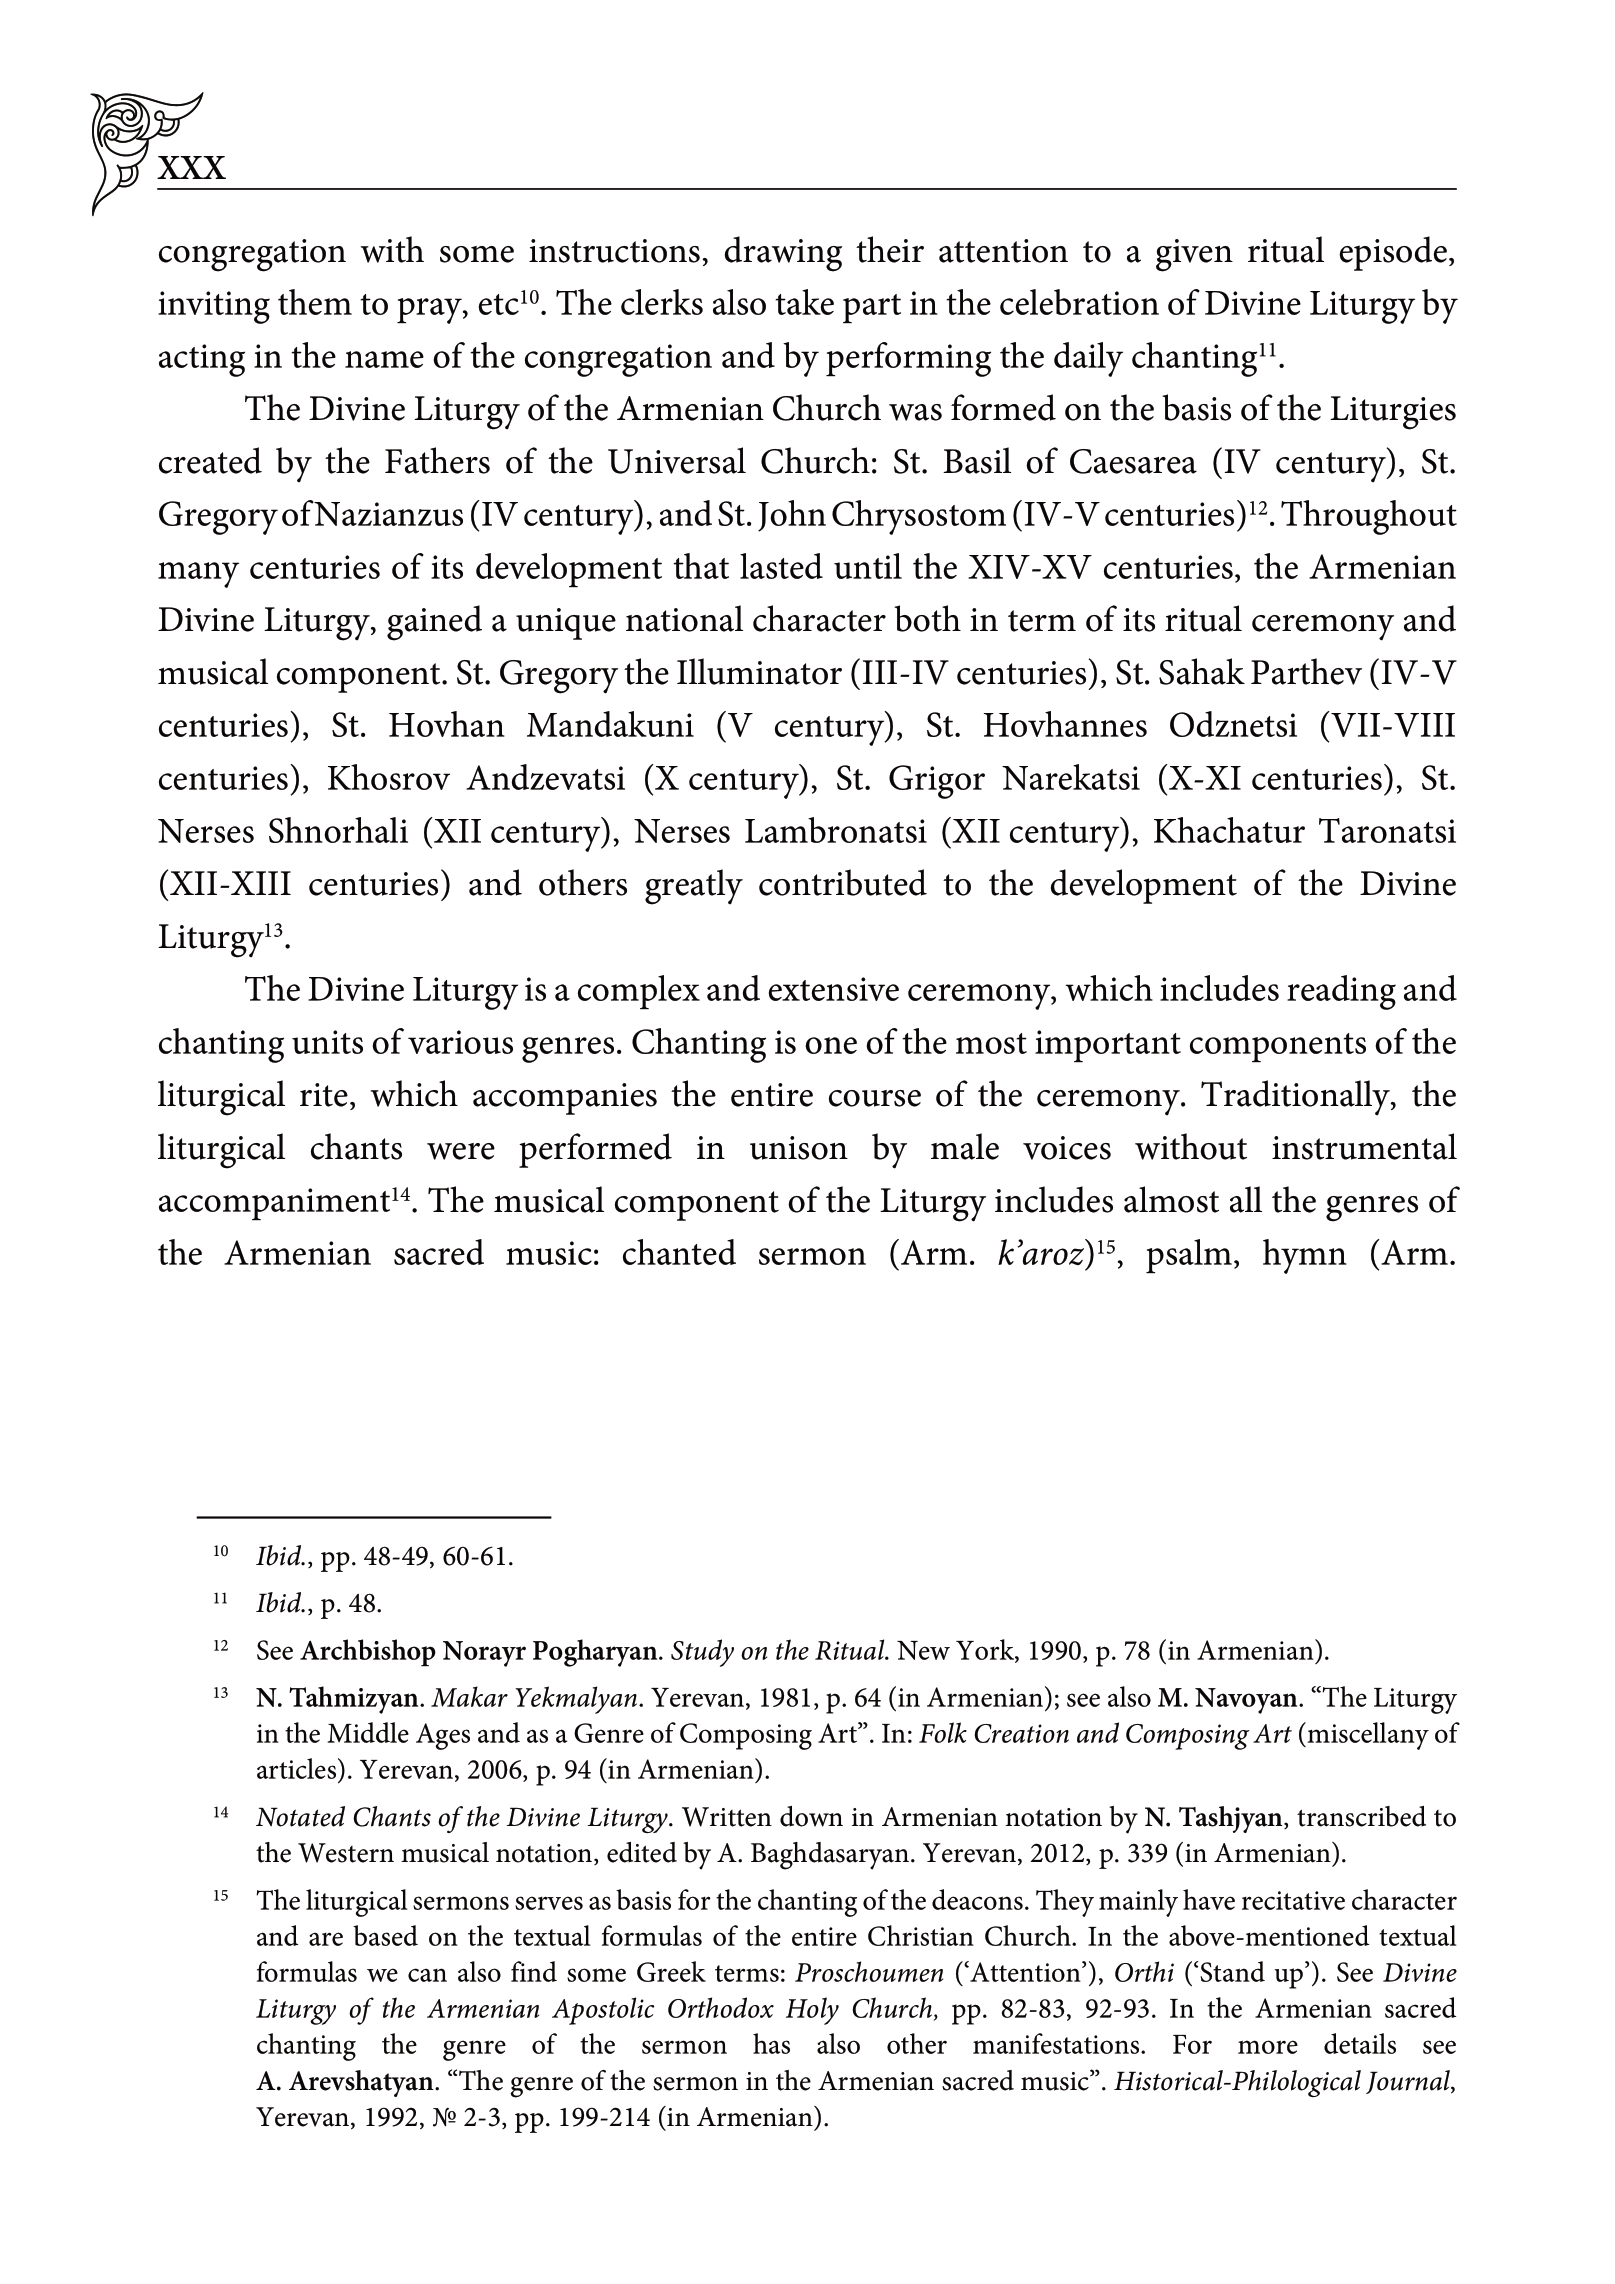 XXX
congregation with some instructions, drawing their attention to a given ritual episode,
inviting them to pray, etc¹⁰. The clerks also take part in the celebration of Divine Liturgy by
acting in the name of the congregation and by performing the daily chanting¹¹.
The Divine Liturgy of the Armenian Church was formed on the basis of the Liturgies
created by the Fathers of the Universal Church: St. Basil of Caesarea (IV century), St.
Gregory of Nazianzus (IV century), and St. John Chrysostom (IV-V centuries)¹². Throughout
many centuries of its development that lasted until the XIV-XV centuries, the Armenian
Divine Liturgy, gained a unique national character both in term of its ritual ceremony and
musical component. St. Gregory the Illuminator (III-IV centuries), St. Sahak Parthev (IV-V
centuries), St. Hovhan Mandakuni (V century), St. Hovhannes Odznetsi (VII-VIII
centuries), Khosrov Andzevatsi (X century), St. Grigor Narekatsi (X-XI centuries), St.
Nerses Shnorhali (XII century), Nerses Lambronatsi (XII century), Khachatur Taronatsi
(XII-XIII centuries) and others greatly contributed to the development of the Divine
Liturgy¹³.
The Divine Liturgy is a complex and extensive ceremony, which includes reading and
chanting units of various genres. Chanting is one of the most important components of the
liturgical rite, which accompanies the entire course of the ceremony. Traditionally, the
liturgical chants were performed in unison by male voices without instrumental
accompaniment¹⁴. The musical component of the Liturgy includes almost all the genres of
the Armenian sacred music: chanted sermon (Arm. k’aroz)¹⁵, psalm, hymn (Arm.
¹⁰ Ibid., pp. 48-49, 60-61.
¹¹ Ibid., p. 48.
¹² See Archbishop Norayr Pogharyan. Study on the Ritual. New York, 1990, p. 78 (in Armenian).
¹³ N. Tahmizyan. Makar Yekmalyan. Yerevan, 1981, p. 64 (in Armenian); see also M. Navoyan. “The Liturgy
in the Middle Ages and as a Genre of Composing Art”. In: Folk Creation and Composing Art (miscellany of
articles). Yerevan, 2006, p. 94 (in Armenian).
¹⁴ Notated Chants of the Divine Liturgy. Written down in Armenian notation by N. Tashjyan, transcribed to
the Western musical notation, edited by A. Baghdasaryan. Yerevan, 2012, p. 339 (in Armenian).
¹⁵ The liturgical sermons serves as basis for the chanting of the deacons. They mainly have recitative character
and are based on the textual formulas of the entire Christian Church. In the above-mentioned textual
formulas we can also find some Greek terms: Proschoumen (‘Attention’), Orthi (‘Stand up’). See Divine
Liturgy of the Armenian Apostolic Orthodox Holy Church, pp. 82-83, 92-93. In the Armenian sacred
chanting the genre of the sermon has also other manifestations. For more details see
A. Arevshatyan. “The genre of the sermon in the Armenian sacred music”. Historical-Philological Journal,
Yerevan, 1992, № 2-3, pp. 199-214 (in Armenian).